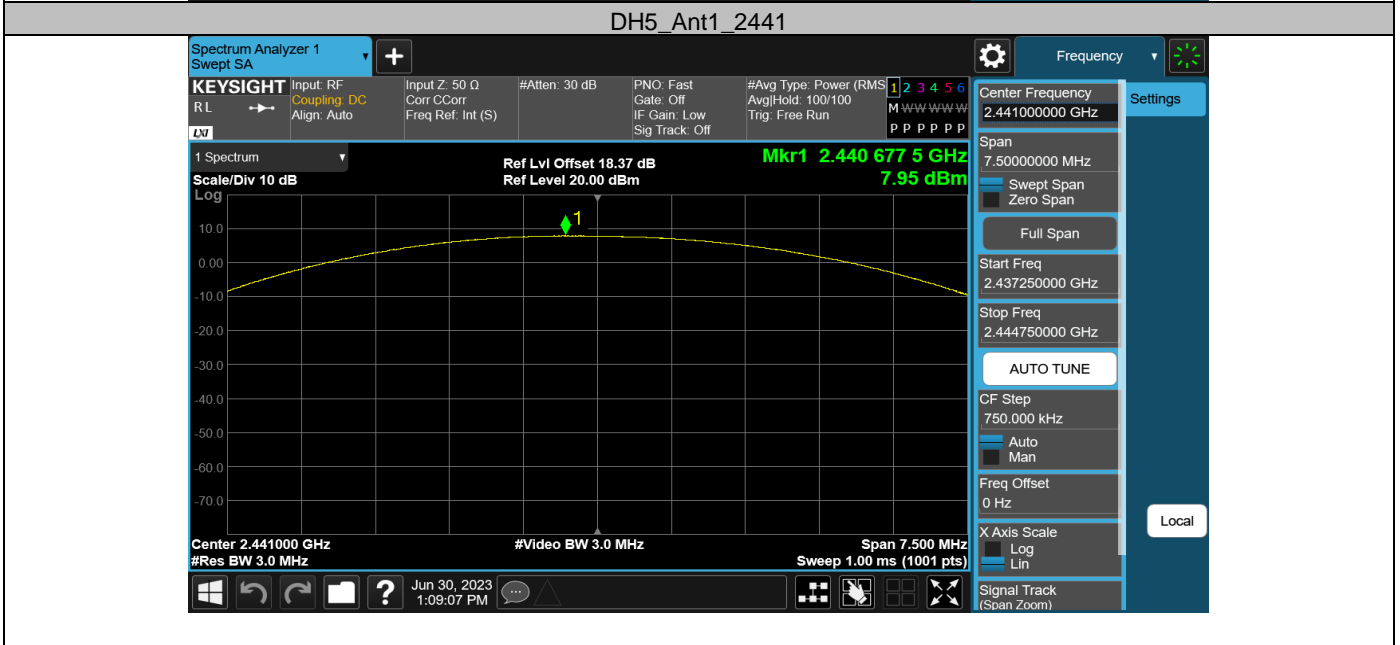 DH5_Ant1_2441
Spectrum Analyzer 1
Swept SA
+
Frequency
KEYSIGHT
RL
LXI
Input: RF
Coupling: DC
Align: Auto
Input Z: 50 Ω
Corr CCorr
Freq Ref: Int (S)
#Atten: 30 dB
PNO: Fast
Gate: Off
IF Gain: Low
Sig Track: Off
#Avg Type: Power (RMS
Avg|Hold: 100/100
Trig: Free Run
1 2 3 4 5 6
M W W W W W
P P P P P P
1 Spectrum
Scale/Div 10 dB
Log
Ref Lvl Offset 18.37 dB
Ref Level 20.00 dBm
Mkr1 2.440 677 5 GHz
7.95 dBm
1
10.0
0.00
-10.0
-20.0
-30.0
-40.0
-50.0
-60.0
-70.0
Center 2.441000 GHz
#Res BW 3.0 MHz
#Video BW 3.0 MHz
Span 7.500 MHz
Sweep 1.00 ms (1001 pts)
Center Frequency
2.441000000 GHz
Settings
Span
7.50000000 MHz
Swept Span
Zero Span
Full Span
Start Freq
2.437250000 GHz
Stop Freq
2.444750000 GHz
AUTO TUNE
CF Step
750.000 kHz
Auto
Man
Freq Offset
0 Hz
X Axis Scale
Log
Lin
Local
Signal Track
(Span Zoom)
?
Jun 30, 2023
1:09:07 PM